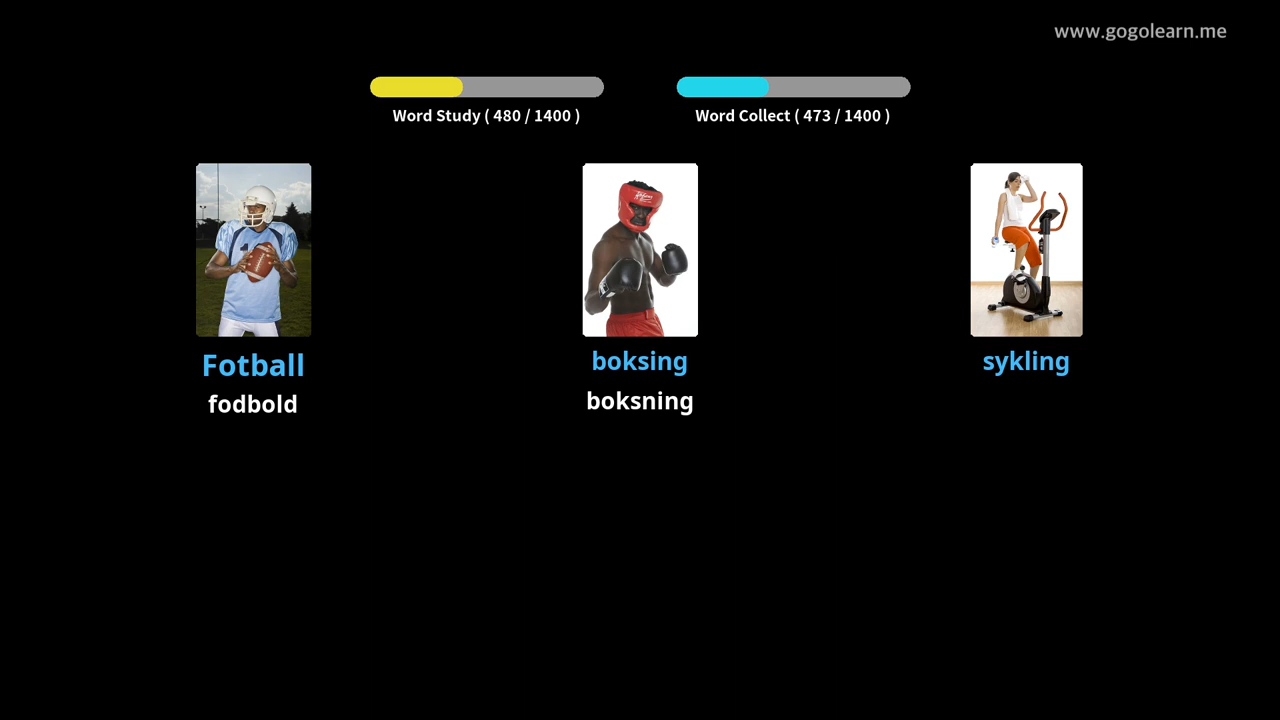 www.gogolearn.me
Word Study ( 480 / 1400 )
Word Collect ( 473 / 1400 )
Fotball
fodbold
boksing
boksning
sykling